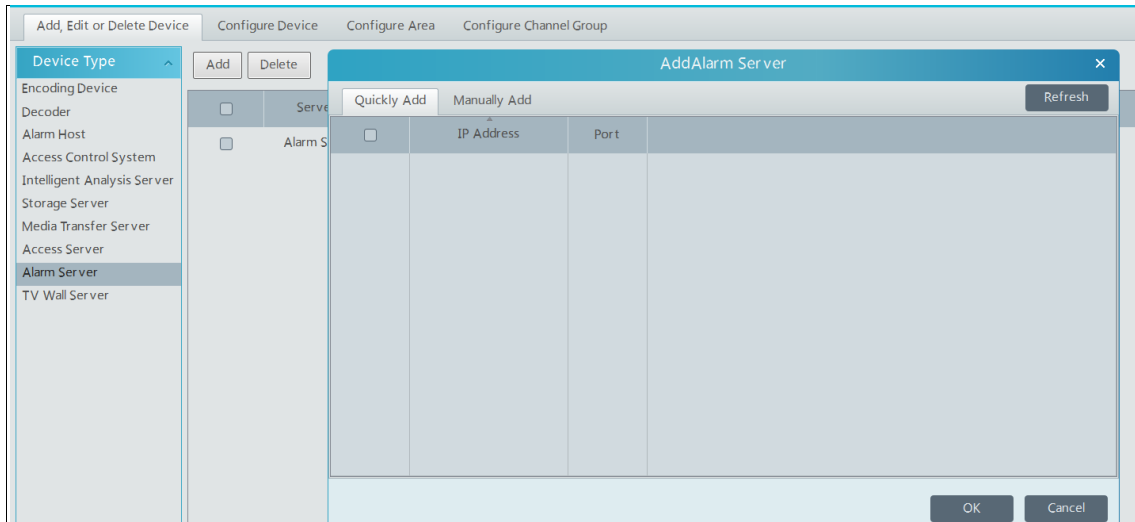 Add, Edit or Delete Device Configure Device Configure Area Configure Channel Group
Device Type
Add Delete
AddAlarm Server
Encoding Device
Decoder
Alarm Host
Access Control System
Intelligent Analysis Server
Storage Server
Media Transfer Server
Access Server
Alarm Server
TV Wall Server
Serve
Alarm S
Quickly Add Manually Add Refresh
IP Address Port
OK Cancel